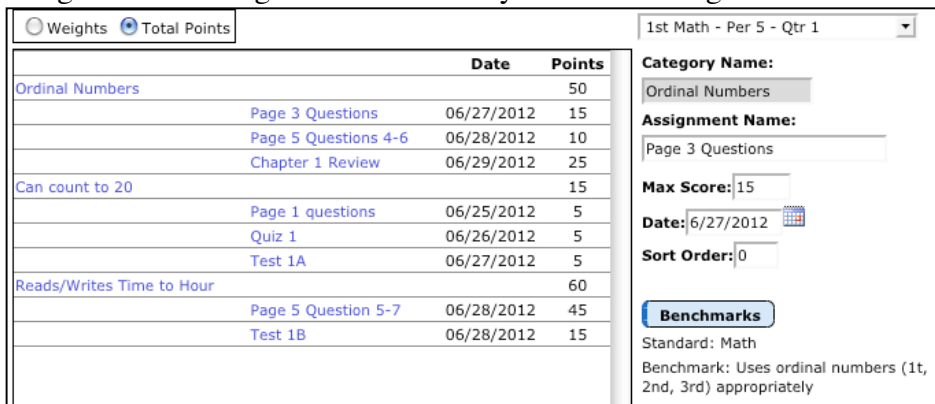 Weights Total Points
Date Points
Ordinal Numbers 50
Page 3 Questions 06/27/2012 15
Page 5 Questions 4-6 06/28/2012 10
Chapter 1 Review 06/29/2012 25
Can count to 20 15
Page 1 questions 06/25/2012 5
Quiz 1 06/26/2012 5
Test 1A 06/27/2012 5
Reads/Writes Time to Hour 60
Page 5 Question 5-7 06/28/2012 45
Test 1B 06/28/2012 15
1st Math - Per 5 - Qtr 1
Category Name:
Ordinal Numbers
Assignment Name:
Page 3 Questions
Max Score: 15
Date: 6/27/2012
Sort Order: 0
Benchmarks
Standard: Math
Benchmark: Uses ordinal numbers (1t,
2nd, 3rd) appropriately